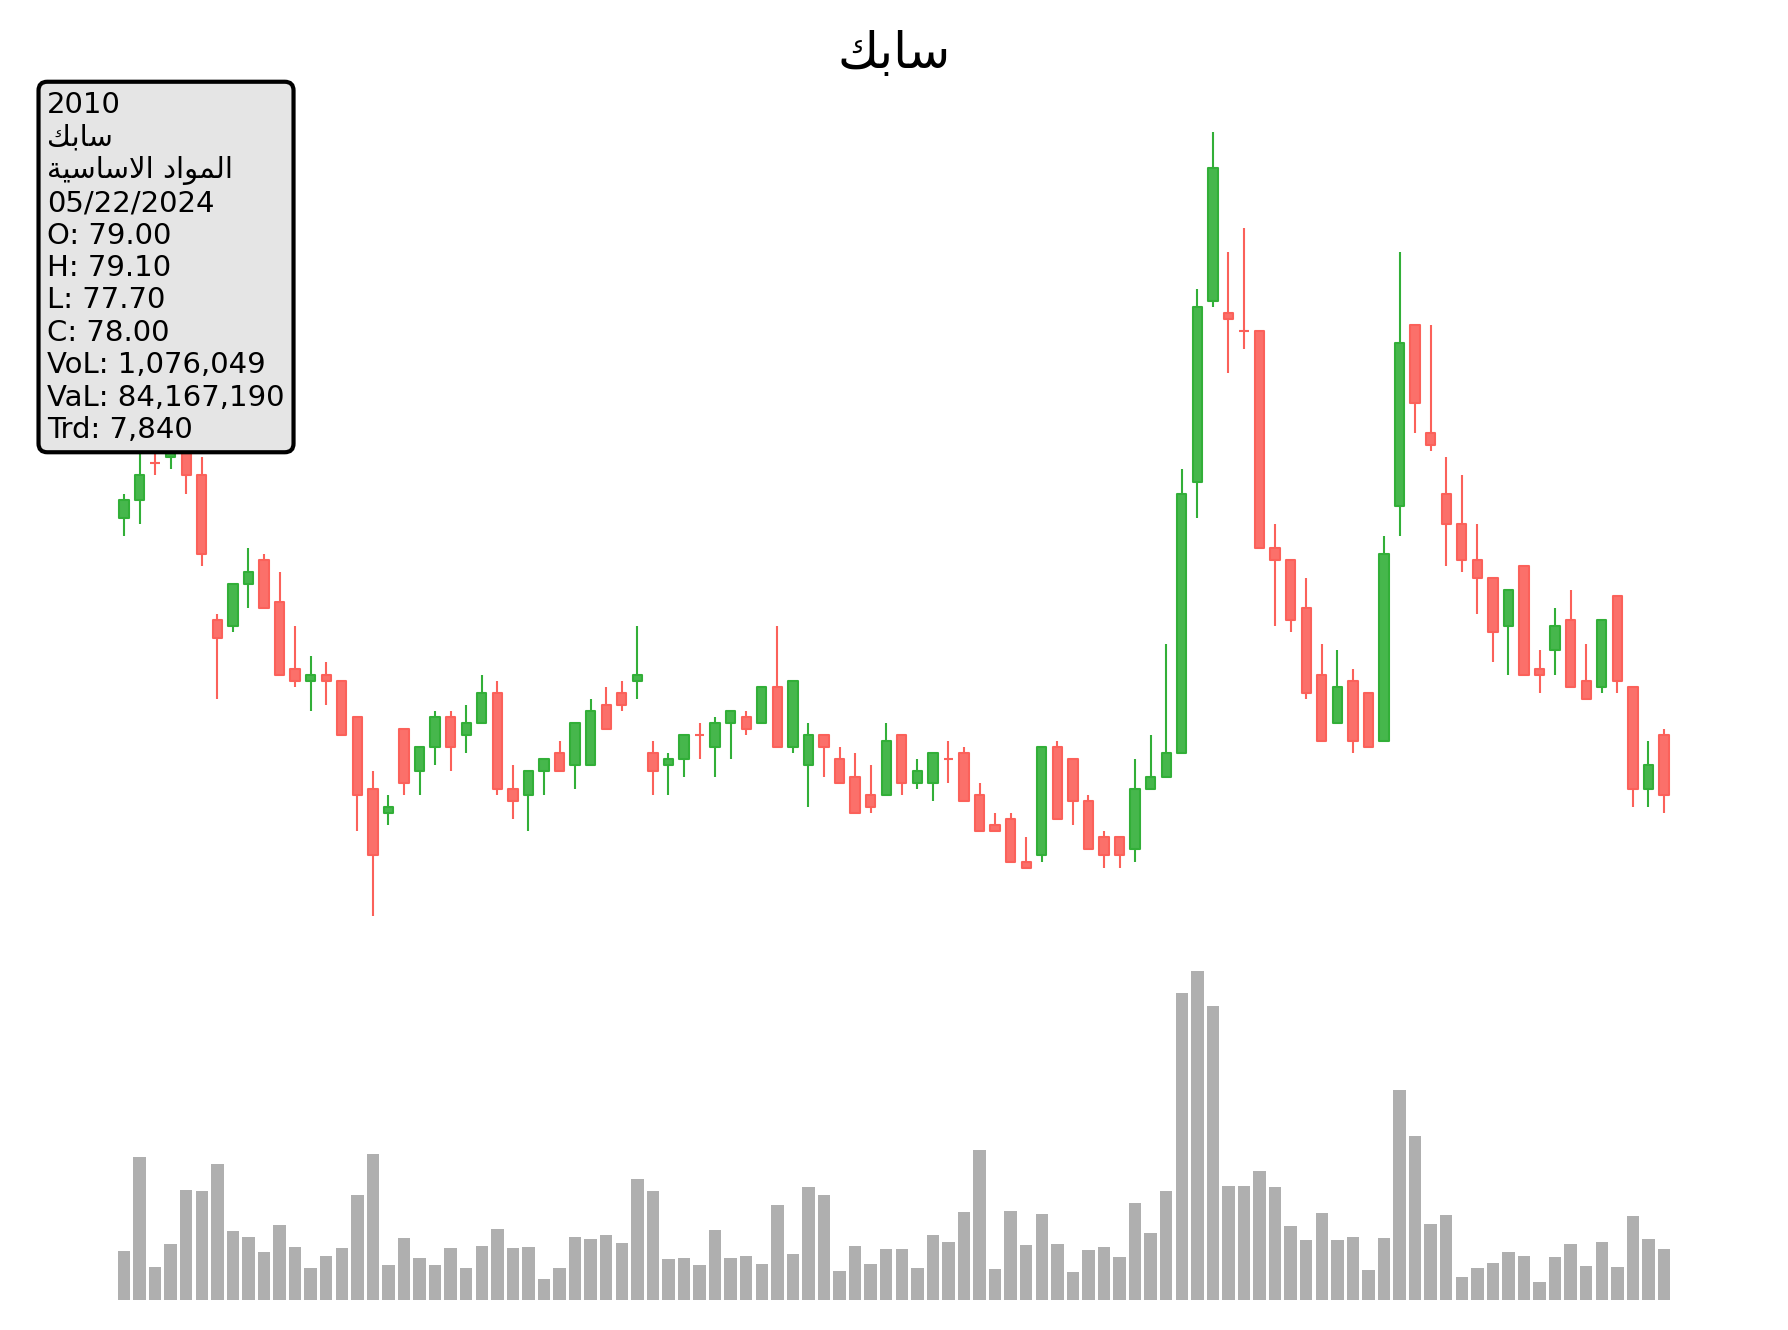 سابك
2010
سابك
المواد الاساسية
05/22/2024
O: 79.00
H: 79.10
L: 77.70
C: 78.00
VoL: 1,076,049
VaL: 84,167,190
Trd: 7,840